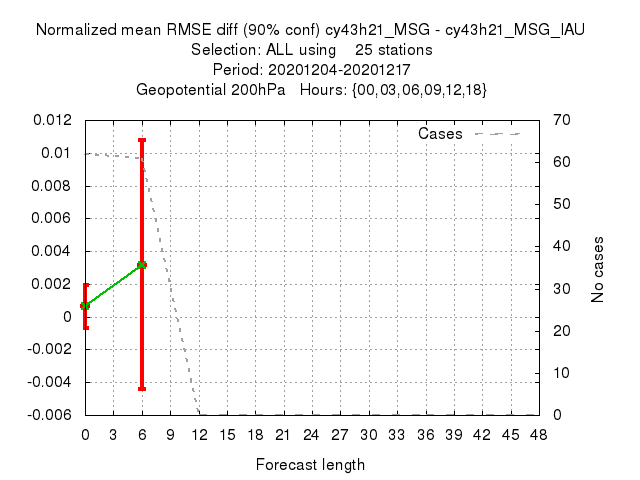 Normalized mean RMSE diff (90% conf) cy43h21_MSG - cy43h21_MSG_IAU
Selection: ALL using    25 stations
Period: 20201204-20201217
Geopotential 200hPa   Hours: {00,03,06,09,12,18}
0.012
0.01
0.008
0.006
0.004
0.002
0
-0.002
-0.004
-0.006
Cases
70
60
50
40
30
20
10
0
No cases
0 3 6 9 12 15 18 21 24 27 30 33 36 39 42 45 48
Forecast length